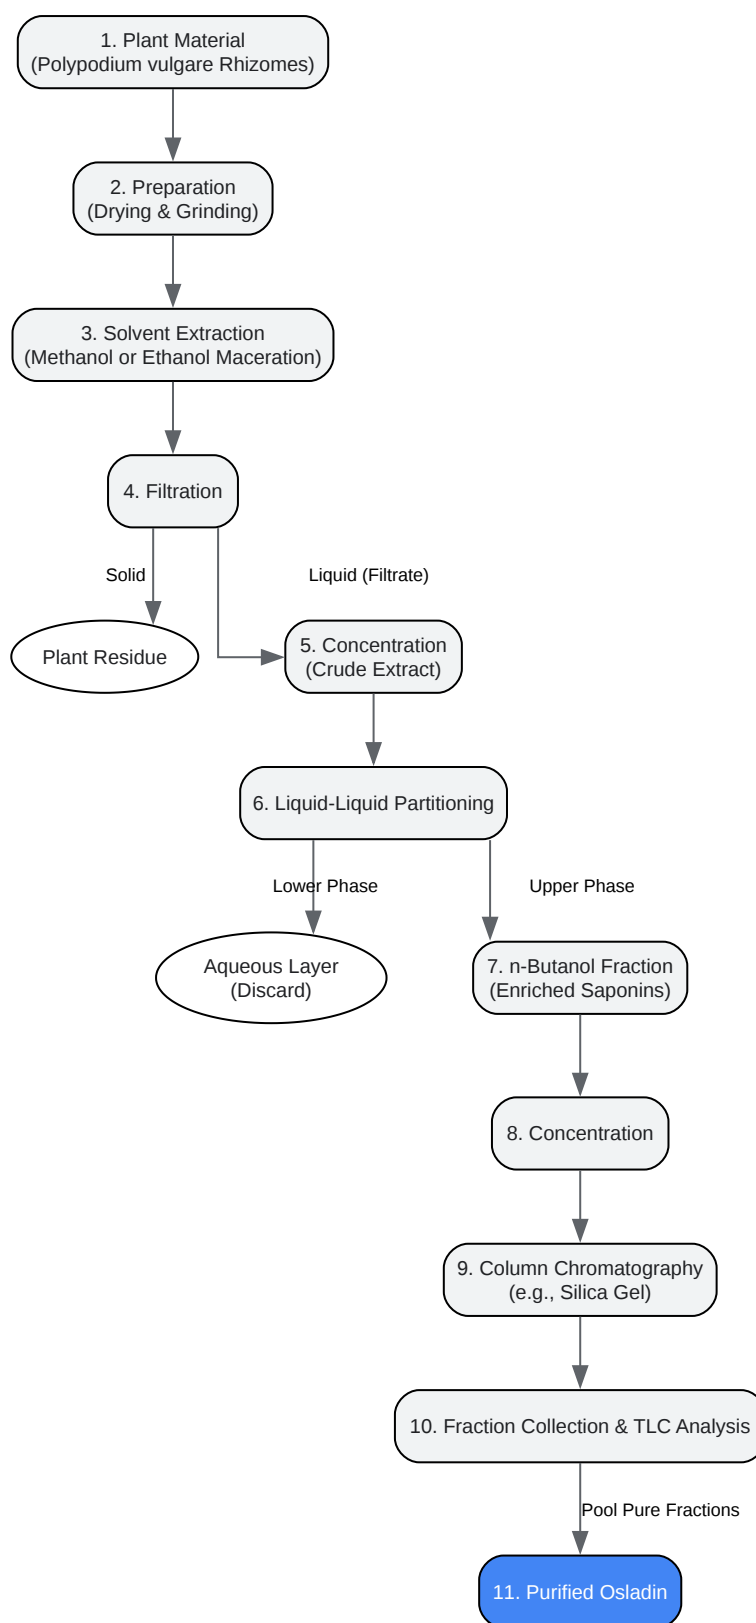 1. Plant Material
(Polypodium vulgare Rhizomes)
2. Preparation
(Drying & Grinding)
3. Solvent Extraction
(Methanol or Ethanol Maceration)
4. Filtration
Solid
Liquid (Filtrate)
Plant Residue
5. Concentration
(Crude Extract)
6. Liquid-Liquid Partitioning
Lower Phase
Upper Phase
Aqueous Layer
(Discard)
7. n-Butanol Fraction
(Enriched Saponins)
8. Concentration
9. Column Chromatography
(e.g., Silica Gel)
10. Fraction Collection & TLC Analysis
Pool Pure Fractions
11. Purified Osladin